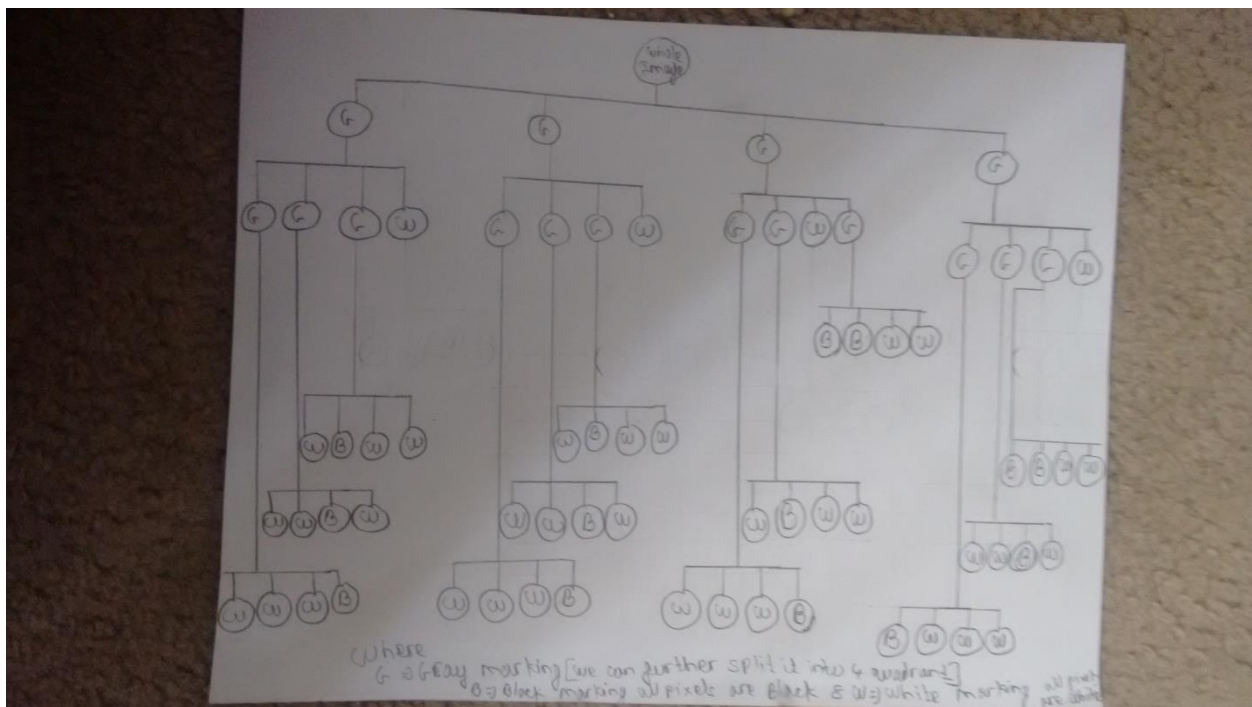 Whole
Image
G G G G
G G G W
G G G W
G G W G
G G G W
B B W W
W B W W
W B W W
B B W W
W W B W
W W B W
W B W W
W W B W
W W W B
W W W B
W W W B
B W W W
Where
G => Gray marking [we can further split it into 4 quadrant]
B => Black marking all pixels are Black & W => White marking all pixels
are white